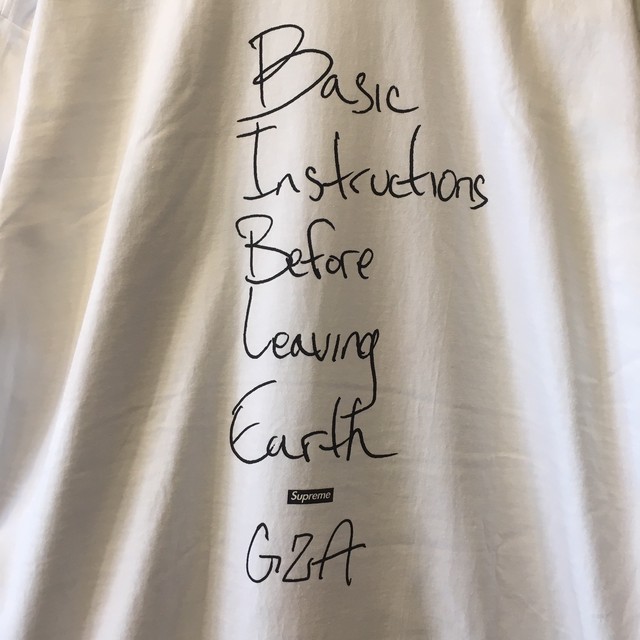 Basic
Instructions
Before
Leaving
Earth
Supreme
GZA